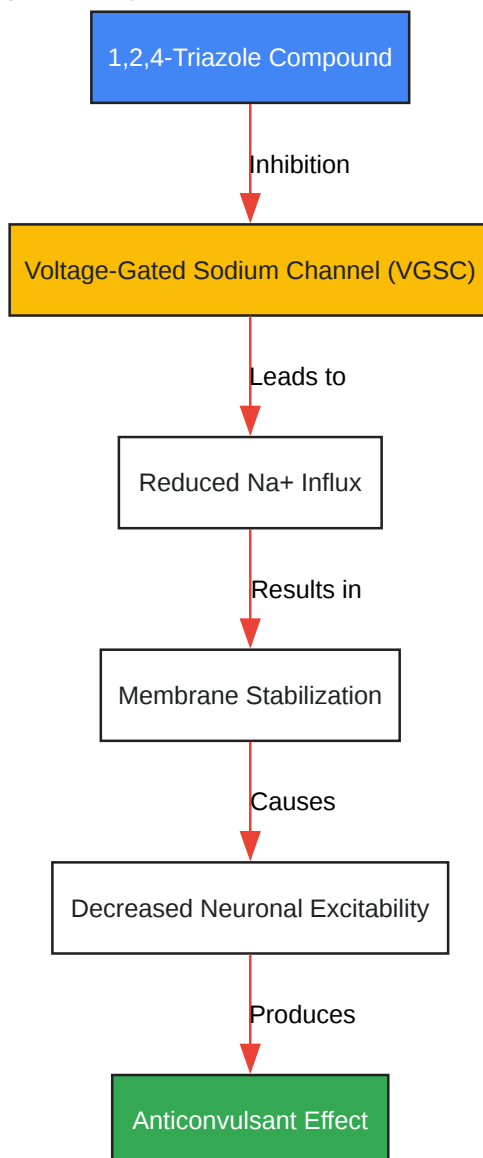 1,2,4-Triazole Compound
Inhibition
Voltage-Gated Sodium Channel (VGSC)
Leads to
Reduced Na+ Influx
Results in
Membrane Stabilization
Causes
Decreased Neuronal Excitability
Produces
Anticonvulsant Effect